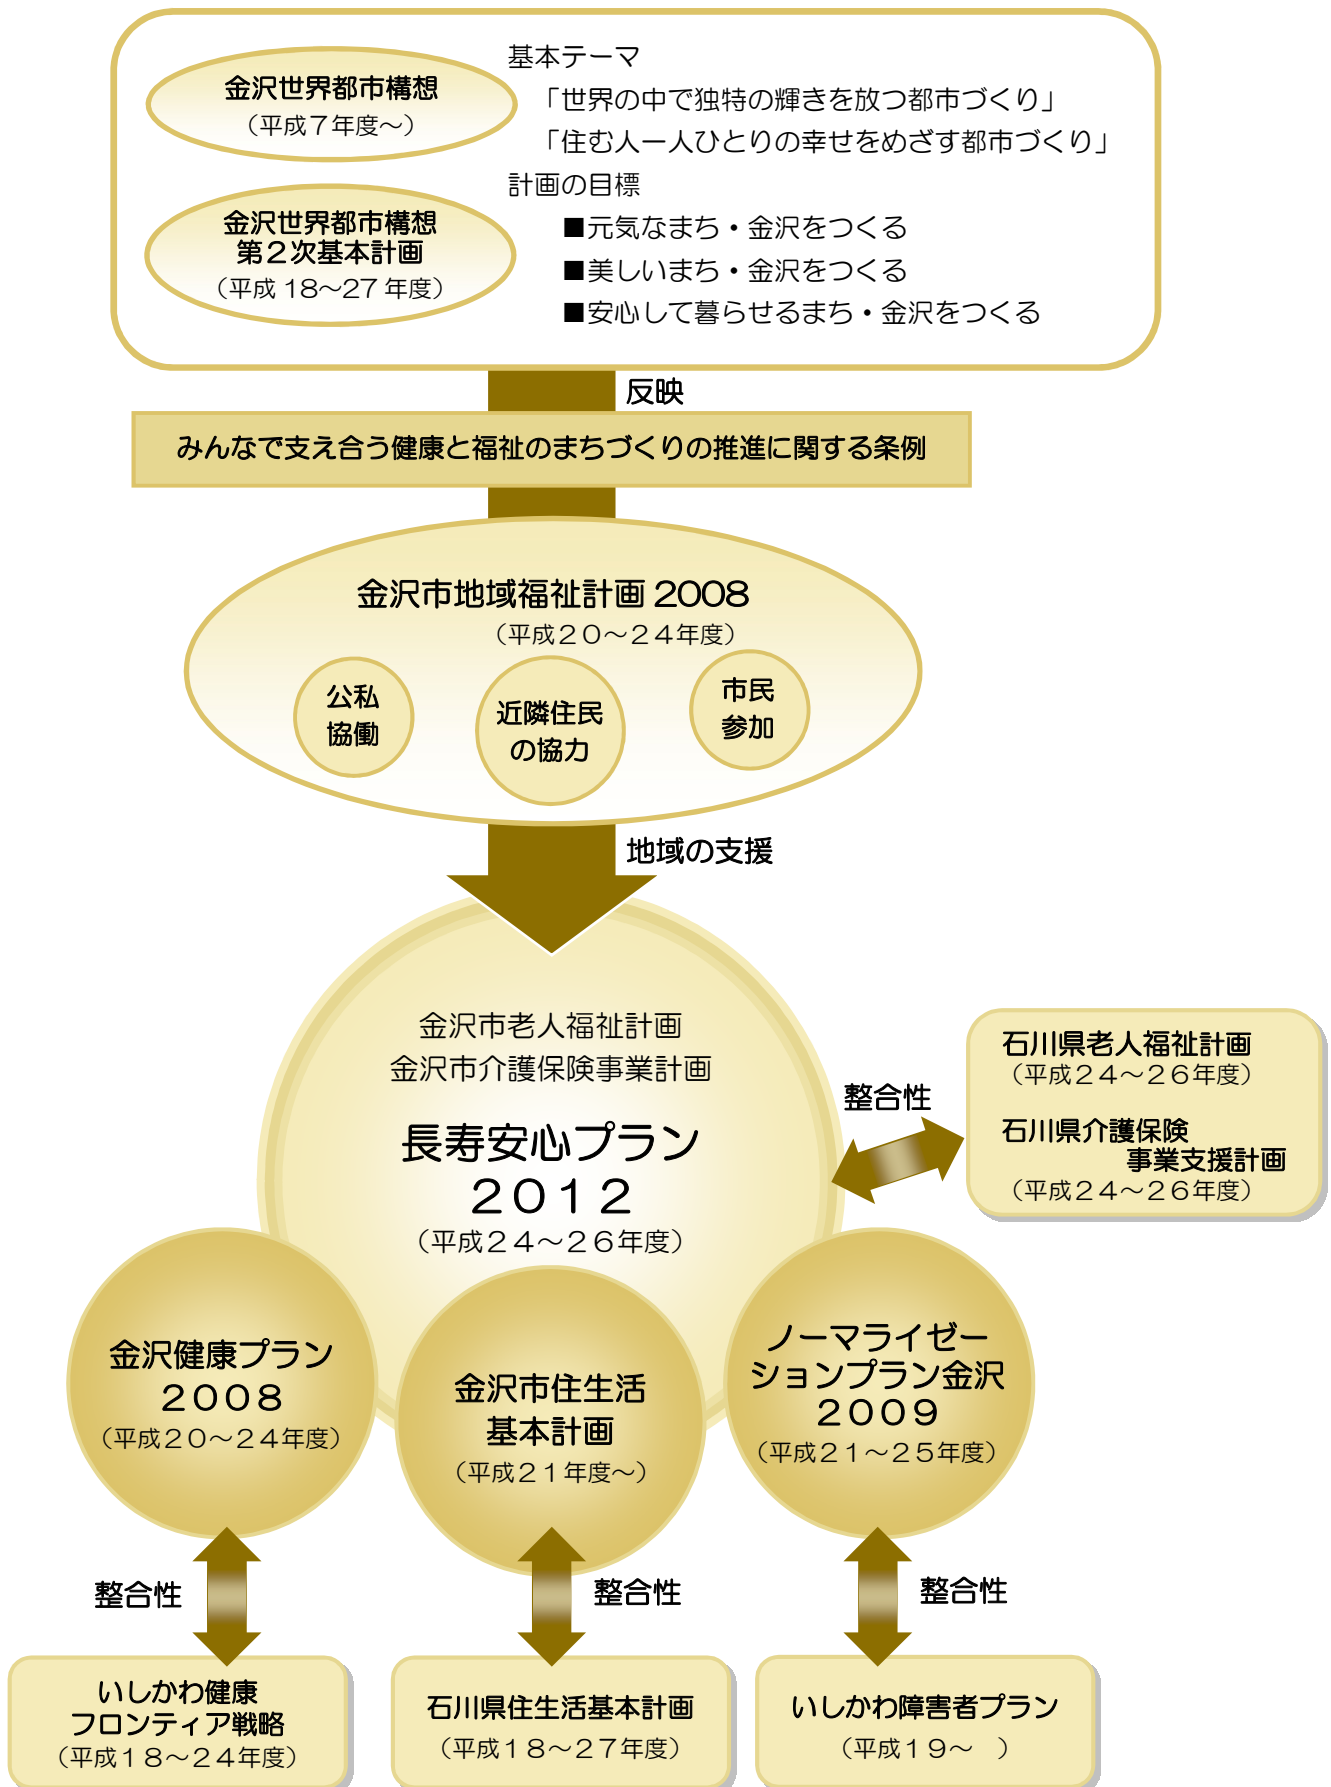 金沢世界都市構想
（平成７年度～）
金沢世界都市構想
第２次基本計画
（平成 18～27 年度）
基本テーマ
「世界の中で独特の輝きを放つ都市づくり」
「住む人一人ひとりの幸せをめざす都市づくり」
計画の目標
■元気なまち・金沢をつくる
■美しいまち・金沢をつくる
■安心して暮らせるまち・金沢をつくる
反映
みんなで支え合う健康と福祉のまちづくりの推進に関する条例
金沢市地域福祉計画 2008
（平成２０～２４年度）
公私
協働
近隣住民
の協力
市民
参加
地域の支援
金沢市老人福祉計画
金沢市介護保険事業計画
長寿安心プラン
２０１２
（平成２４～２６年度）
整合性
石川県老人福祉計画
（平成２４～２６年度）
石川県介護保険
事業支援計画
（平成２４～２６年度）
金沢健康プラン
２００８
（平成２０～２４年度）
金沢市住生活
基本計画
（平成２１年度～）
ノーマライゼー
ションプラン金沢
２００９
（平成２１～２５年度）
整合性
整合性
整合性
いしかわ健康
フロンティア戦略
（平成１８～２４年度）
石川県住生活基本計画
（平成１８～２７年度）
いしかわ障害者プラン
（平成１９～　）